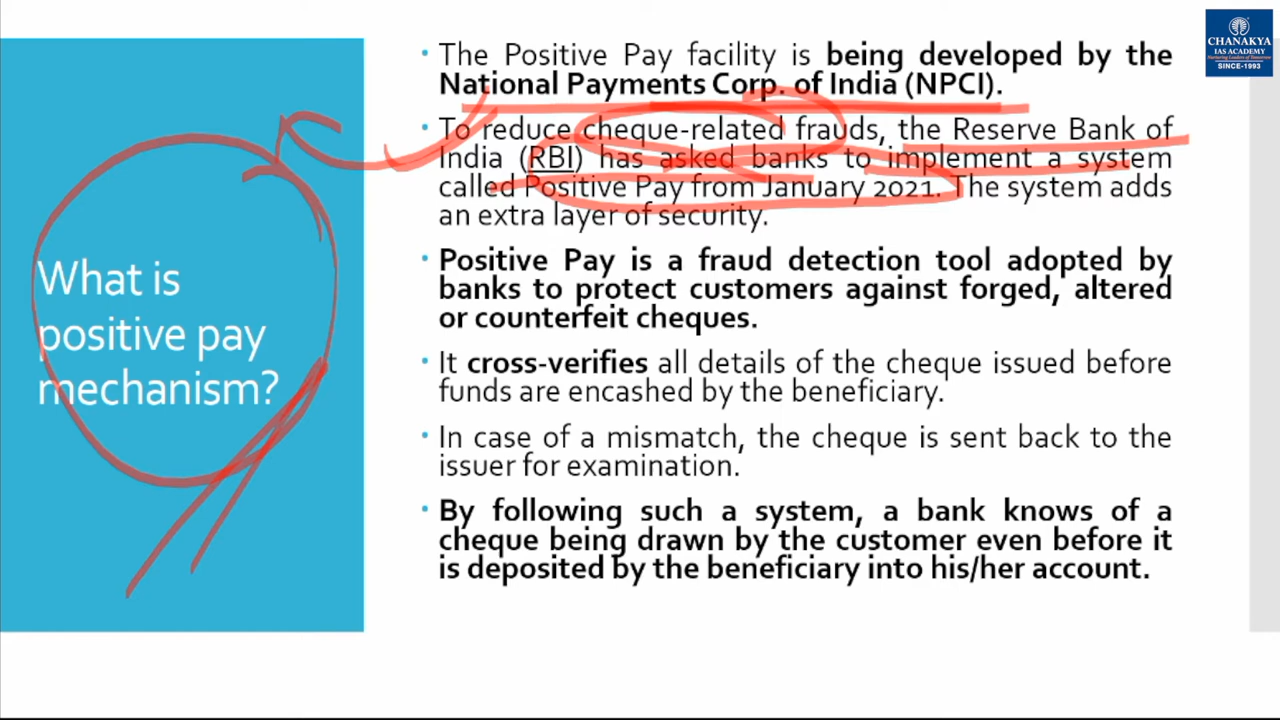 CHANAKYA
IAS ACADEMY
Nurturing Leaders of Tomorrow
SINCE-1993
What is
positive pay
mechanism?
• The Positive Pay facility is being developed by the
National Payments Corp. of India (NPCI).
• To reduce cheque-related frauds, the Reserve Bank of
India (RBI) has asked banks to implement a system
called Positive Pay from January 2021. The system adds
an extra layer of security.
• Positive Pay is a fraud detection tool adopted by
banks to protect customers against forged, altered
or counterfeit cheques.
• It cross-verifies all details of the cheque issued before
funds are encashed by the beneficiary.
• In case of a mismatch, the cheque is sent back to the
issuer for examination.
• By following such a system, a bank knows of a
cheque being drawn by the customer even before it
is deposited by the beneficiary into his/her account.